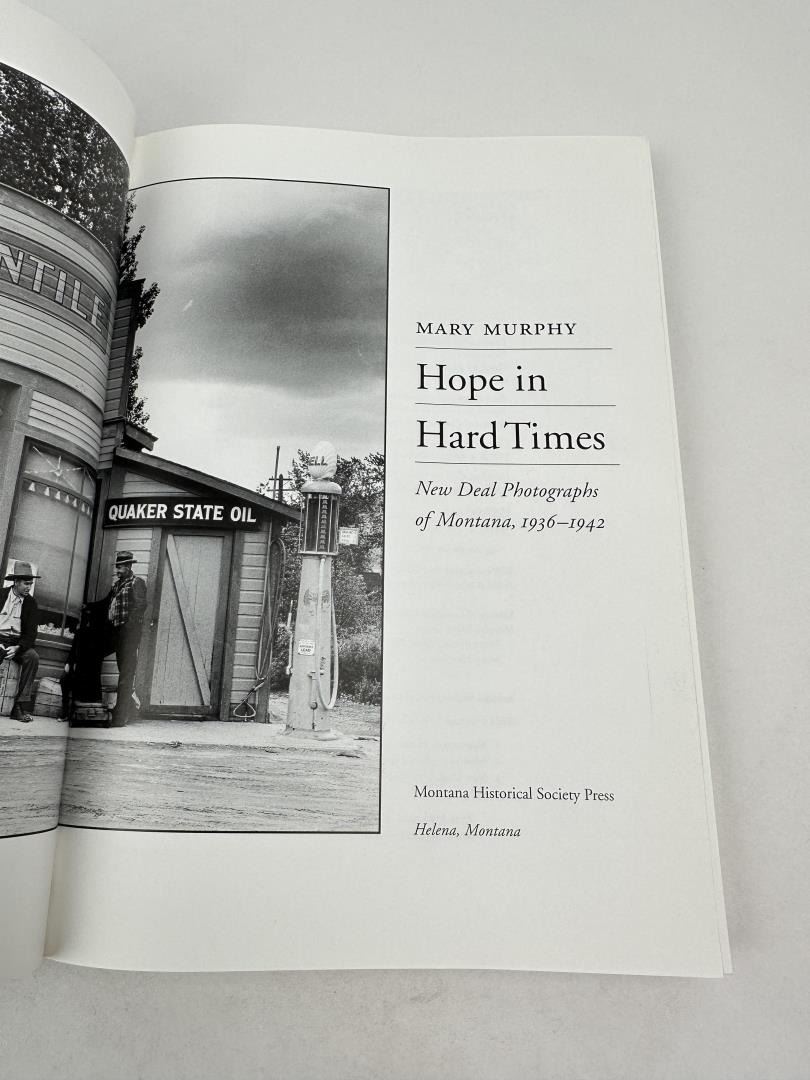 NTILE
QUAKER STATE OIL
ELL
MARY MURPHY
Hope in
Hard Times
New Deal Photographs
of Montana, 1936–1942
Montana Historical Society Press
Helena, Montana